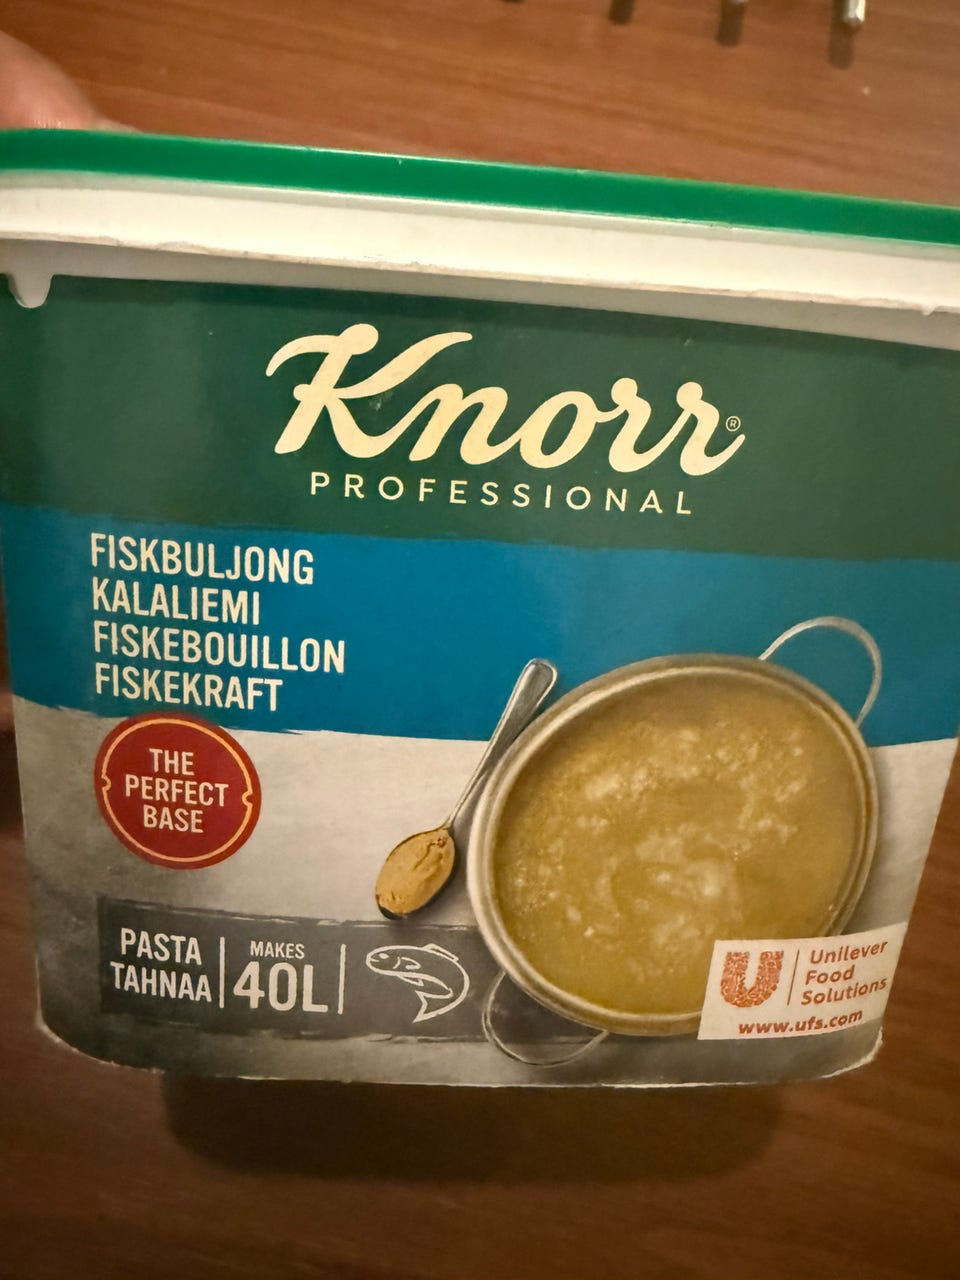 Knorr®
PROFESSIONAL
FISKBULJONG
KALALIEMI
FISKEBOUILLON
FISKEKRAFT
THE
PERFECT
BASE
PASTA
TAHNAA
MAKES
40L
Unilever
Food
Solutions
www.ufs.com